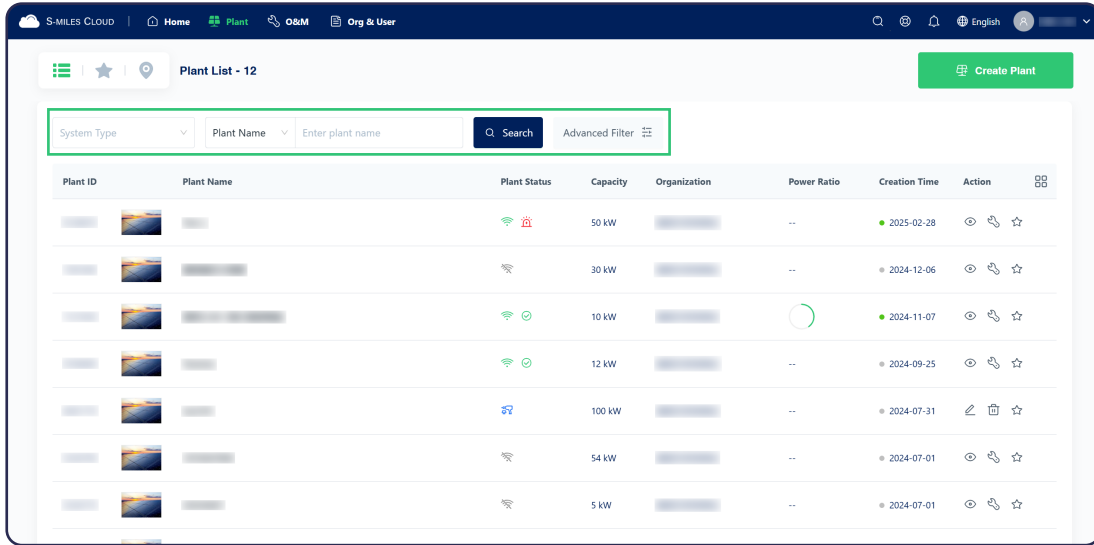 S-MILES CLOUD | Home Plant O&M Org & User English A
Plant List - 12 Create Plant
System Type Plant Name Enter plant name Search Advanced Filter
Plant ID Plant Name Plant Status Capacity Organization Power Ratio Creation Time Action
50 kW -- 2025-02-28
30 kW -- 2024-12-06
10 kW 2024-11-07
12 kW -- 2024-09-25
100 kW -- 2024-07-31
54 kW -- 2024-07-01
5 kW -- 2024-07-01